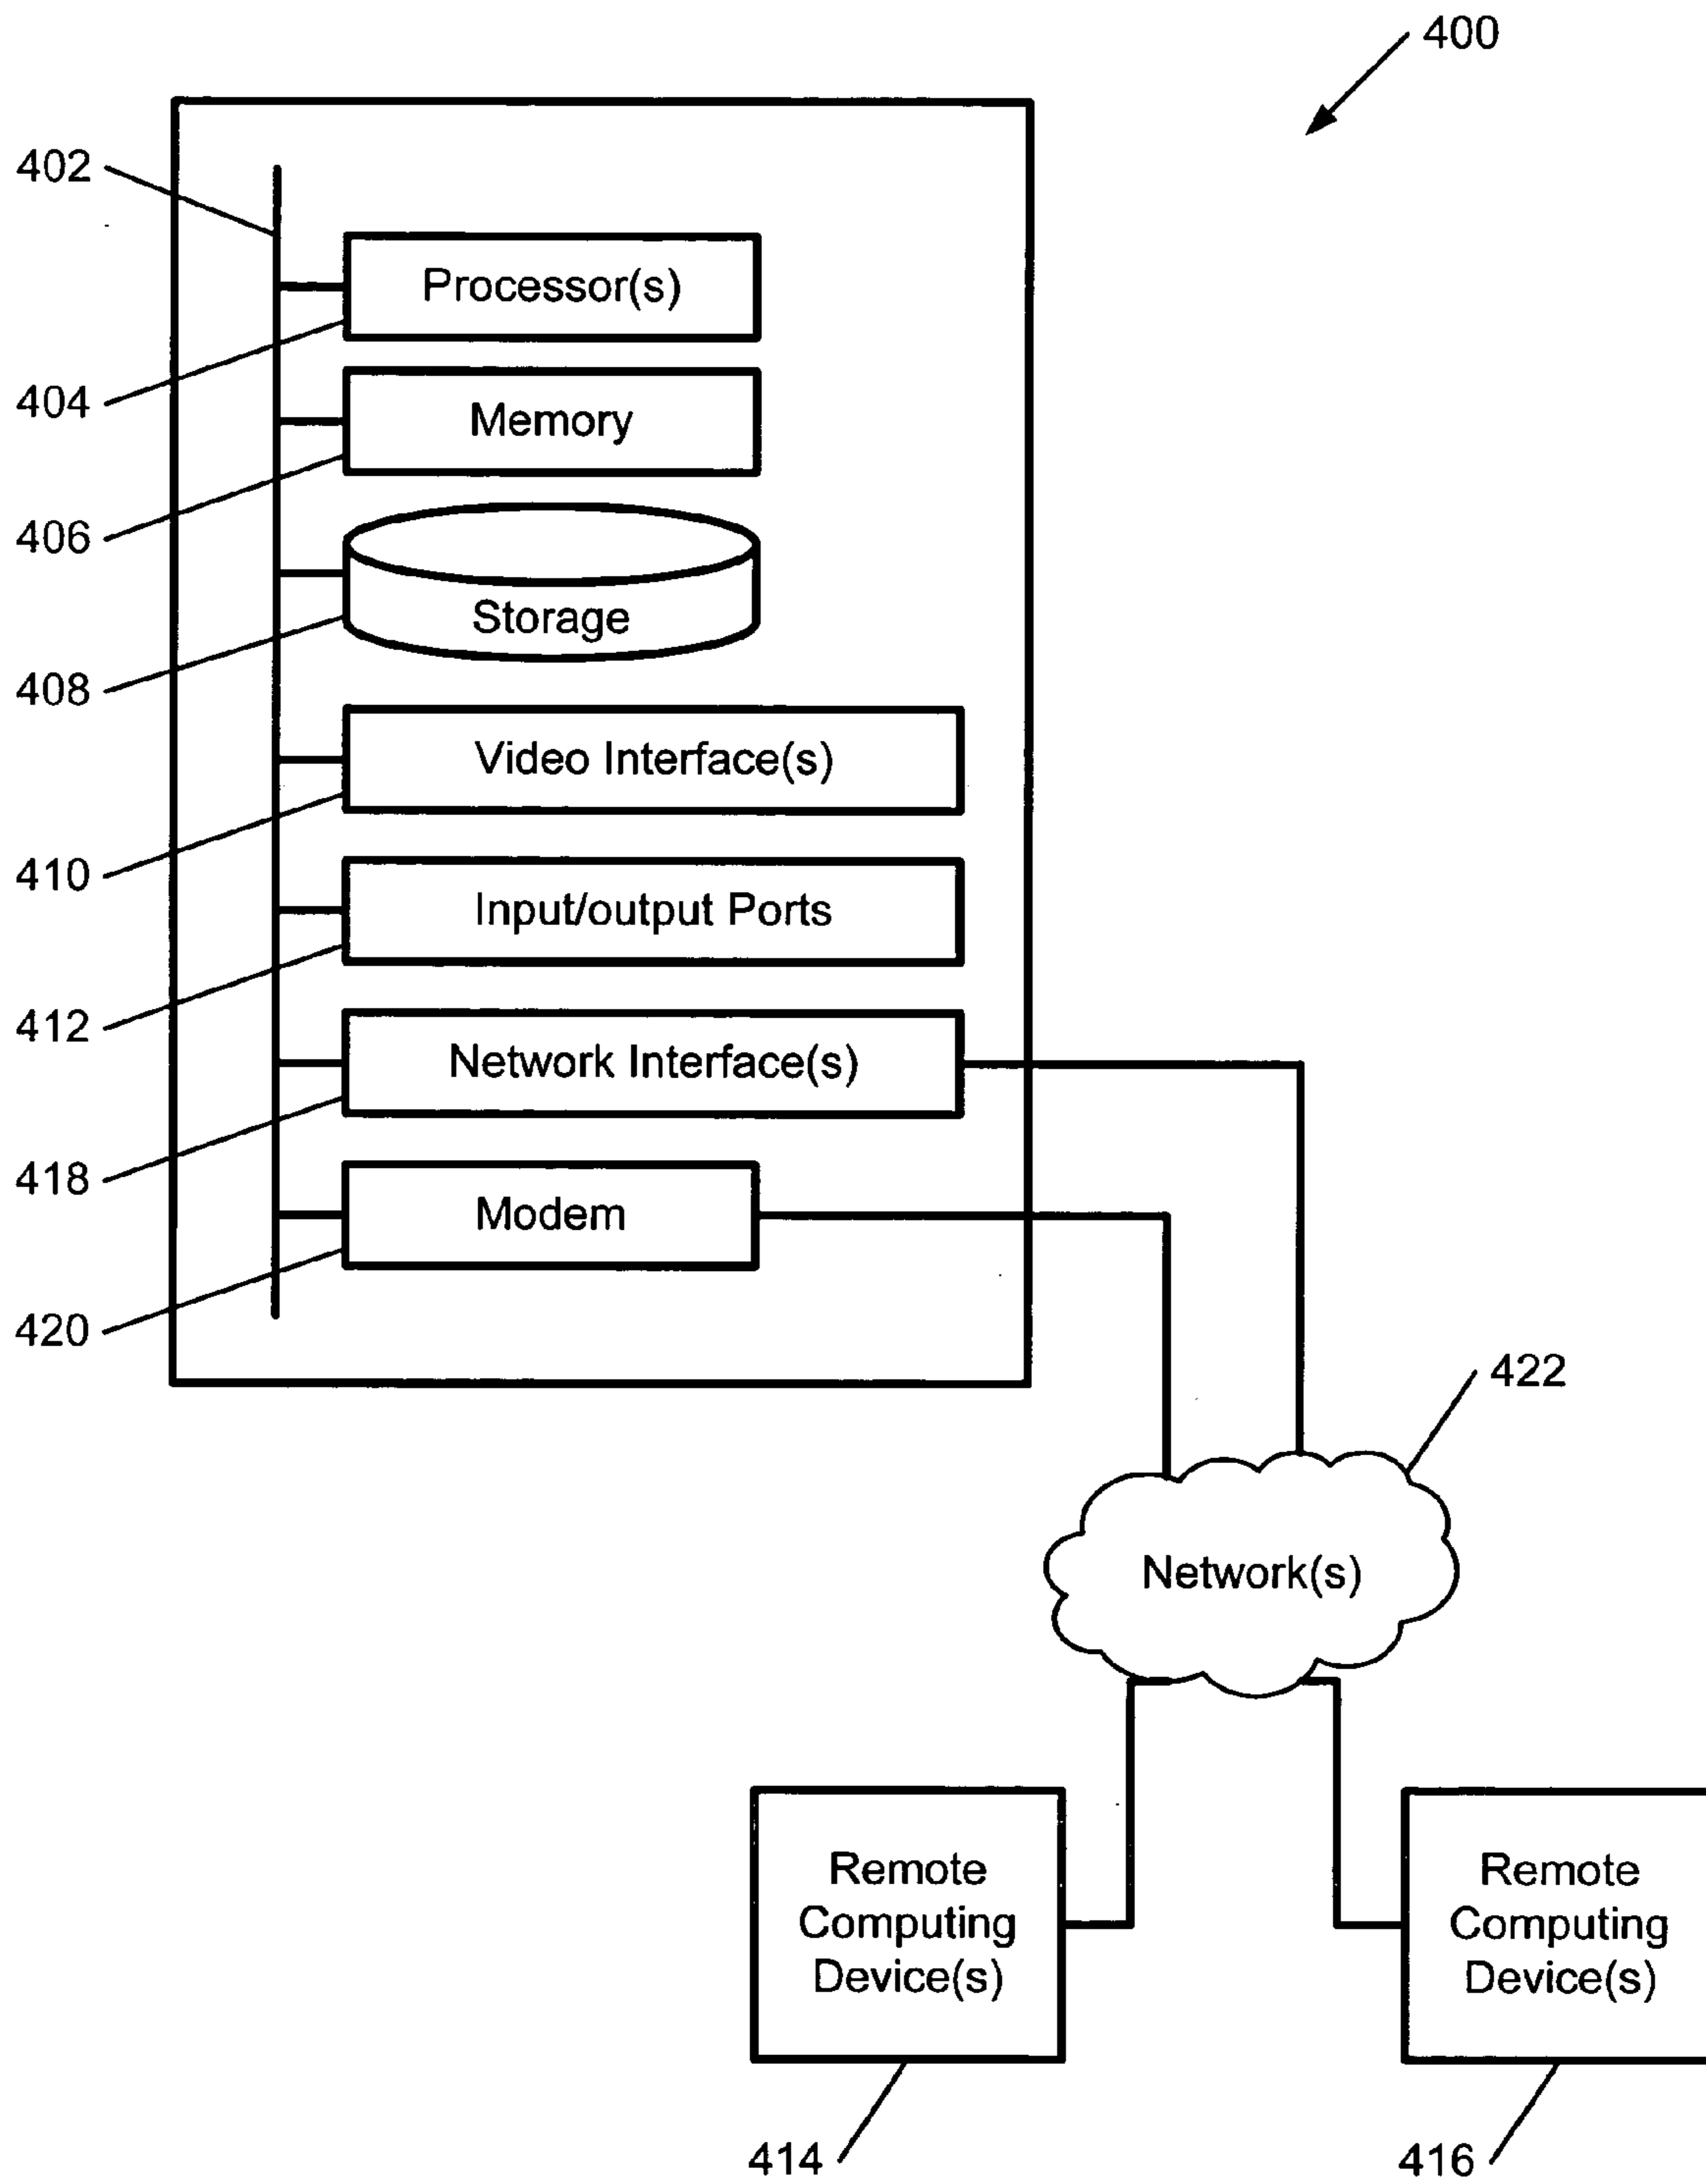 400
402
Processor(s)
404
Memory
406
Storage
408
Video Interface(s)
410
Input/output Ports
412
Network Interface(s)
418
Modem
420
422
Network(s)
Remote
Computing
Device(s)
Remote
Computing
Device(s)
414
416